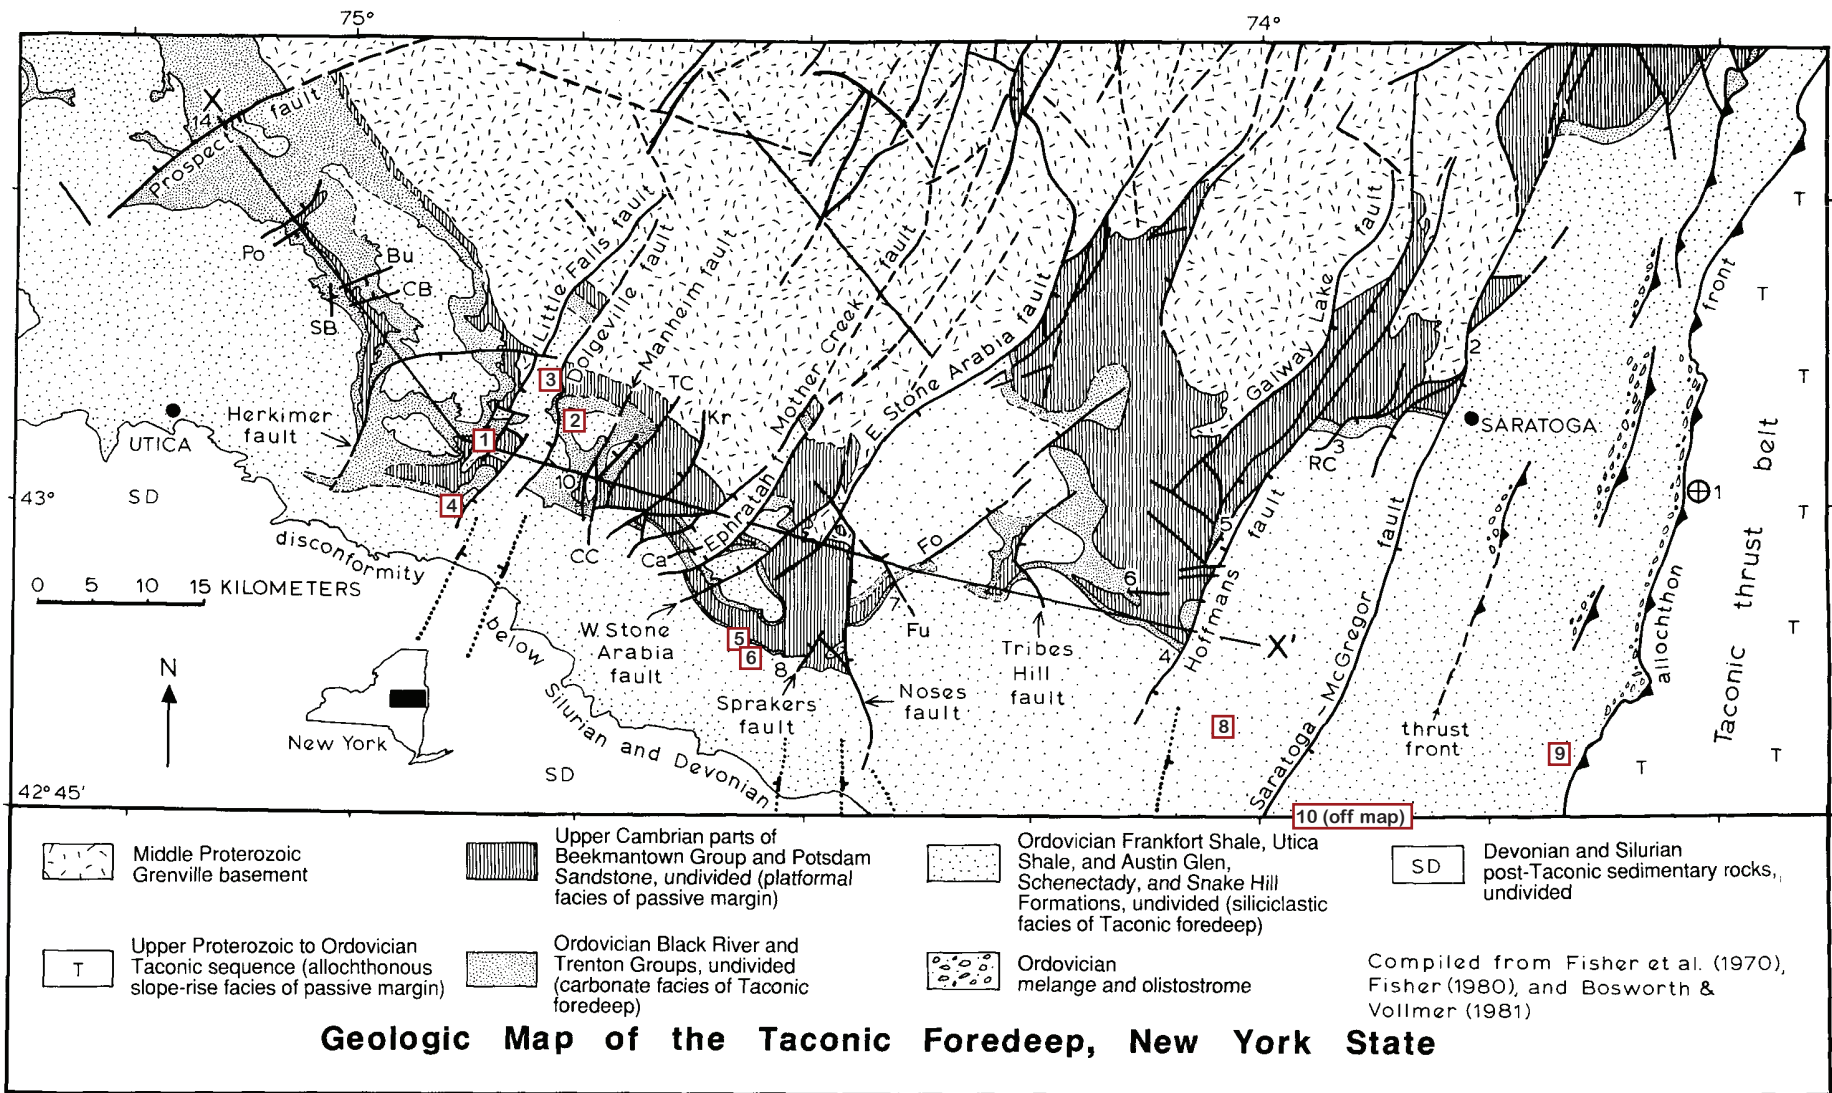 75°
74°
X
14
Prospect fault
Po
Bu
CB
SB
Little Falls fault
Dolgeville fault
Manheim fault
Mother Creek fault
E Stone Arabia fault
Galway Lake fault
front
2
3
2
TC
Kr
UTICA
Herkimer
fault
1
SARATOGA
3
RC
43°
SD
4
10
CC
Ca
Ephratah
Fo
5
1
disconformity
0 5 10 15 KILOMETERS
below
Silurian and Devonian
W. Stone
Arabia
fault
5
6
8
7
Fu
Tribes
Hill
fault
6
4
X'
Hoffmans fault
Saratoga-McGregor fault
allochthon
Taconic thrust belt
T
T
T
T
T
T
T
N
New York
Sprakers
fault
Noses
fault
8
thrust
front
9
SD
42°45'
10 (off map)
Middle Proterozoic
Grenville basement
Upper Cambrian parts of
Beekmantown Group and Potsdam
Sandstone, undivided (platformal
facies of passive margin)
Ordovician Frankfort Shale, Utica
Shale, and Austin Glen,
Schenectady, and Snake Hill
Formations, undivided (siliciclastic
facies of Taconic foredeep)
SD
Devonian and Silurian
post-Taconic sedimentary rocks,
undivided
T
Upper Proterozoic to Ordovician
Taconic sequence (allochthonous
slope-rise facies of passive margin)
Ordovician Black River and
Trenton Groups, undivided
(carbonate facies of Taconic
foredeep)
Ordovician
melange and olistostrome
Compiled from Fisher et al. (1970),
Fisher (1980), and Bosworth &
Vollmer (1981)
Geologic Map of the Taconic Foredeep, New York State